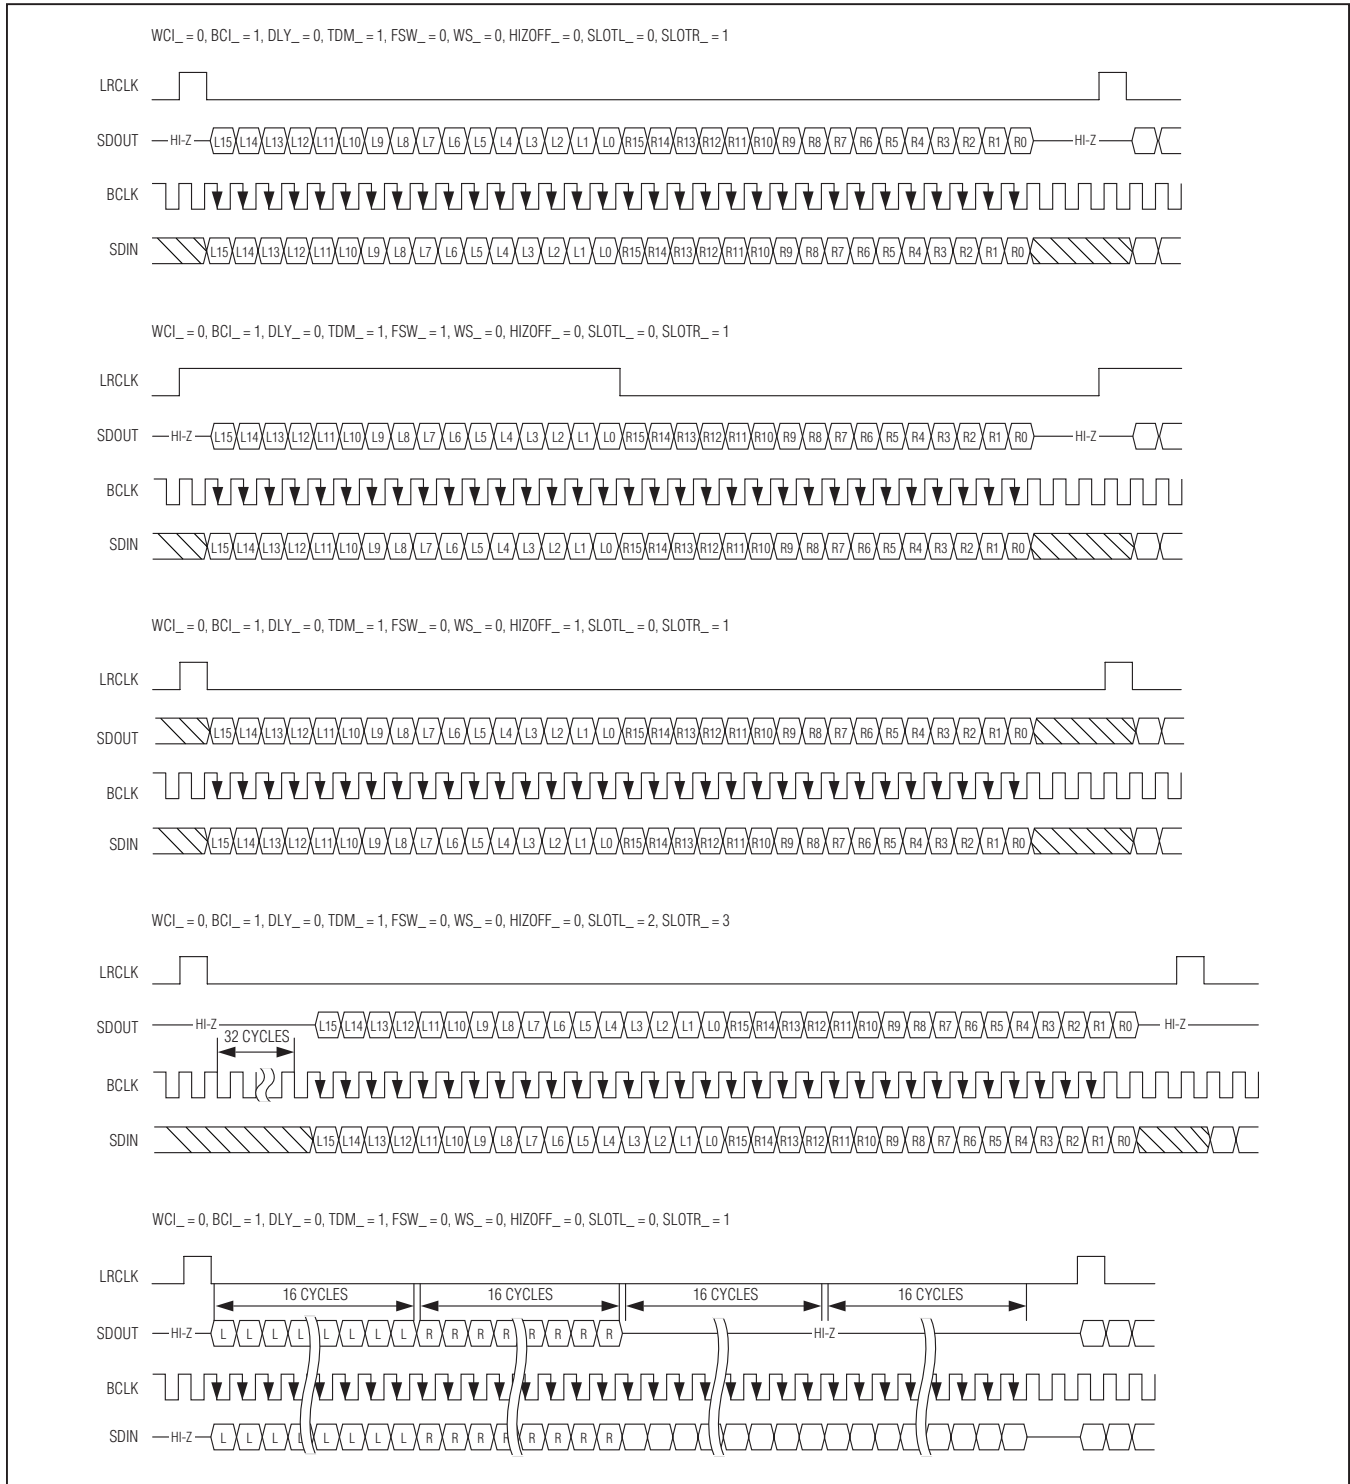 WCI_ = 0, BCI_ = 1, DLY_ = 0, TDM_ = 1, FSW_ = 0, WS_ = 0, HIZOFF_ = 0, SLOTL_ = 0, SLOTR_ = 1
LRCLK
SDOUT HI-Z L15 L14 L13 L12 L11 L10 L9 L8 L7 L6 L5 L4 L3 L2 L1 L0 R15 R14 R13 R12 R11 R10 R9 R8 R7 R6 R5 R4 R3 R2 R1 R0 HI-Z
BCLK
SDIN L15 L14 L13 L12 L11 L10 L9 L8 L7 L6 L5 L4 L3 L2 L1 L0 R15 R14 R13 R12 R11 R10 R9 R8 R7 R6 R5 R4 R3 R2 R1 R0
WCI_ = 0, BCI_ = 1, DLY_ = 0, TDM_ = 1, FSW_ = 1, WS_ = 0, HIZOFF_ = 0, SLOTL_ = 0, SLOTR_ = 1
LRCLK
SDOUT HI-Z L15 L14 L13 L12 L11 L10 L9 L8 L7 L6 L5 L4 L3 L2 L1 L0 R15 R14 R13 R12 R11 R10 R9 R8 R7 R6 R5 R4 R3 R2 R1 R0 HI-Z
BCLK
SDIN L15 L14 L13 L12 L11 L10 L9 L8 L7 L6 L5 L4 L3 L2 L1 L0 R15 R14 R13 R12 R11 R10 R9 R8 R7 R6 R5 R4 R3 R2 R1 R0
WCI_ = 0, BCI_ = 1, DLY_ = 0, TDM_ = 1, FSW_ = 0, WS_ = 0, HIZOFF_ = 1, SLOTL_ = 0, SLOTR_ = 1
LRCLK
SDOUT L15 L14 L13 L12 L11 L10 L9 L8 L7 L6 L5 L4 L3 L2 L1 L0 R15 R14 R13 R12 R11 R10 R9 R8 R7 R6 R5 R4 R3 R2 R1 R0
BCLK
SDIN L15 L14 L13 L12 L11 L10 L9 L8 L7 L6 L5 L4 L3 L2 L1 L0 R15 R14 R13 R12 R11 R10 R9 R8 R7 R6 R5 R4 R3 R2 R1 R0
WCI_ = 0, BCI_ = 1, DLY_ = 0, TDM_ = 1, FSW_ = 0, WS_ = 0, HIZOFF_ = 0, SLOTL_ = 2, SLOTR_ = 3
LRCLK
SDOUT HI-Z L15 L14 L13 L12 L11 L10 L9 L8 L7 L6 L5 L4 L3 L2 L1 L0 R15 R14 R13 R12 R11 R10 R9 R8 R7 R6 R5 R4 R3 R2 R1 R0 HI-Z
32 CYCLES
BCLK
SDIN L15 L14 L13 L12 L11 L10 L9 L8 L7 L6 L5 L4 L3 L2 L1 L0 R15 R14 R13 R12 R11 R10 R9 R8 R7 R6 R5 R4 R3 R2 R1 R0
WCI_ = 0, BCI_ = 1, DLY_ = 0, TDM_ = 1, FSW_ = 0, WS_ = 0, HIZOFF_ = 0, SLOTL_ = 0, SLOTR_ = 1
LRCLK
16 CYCLES 16 CYCLES 16 CYCLES 16 CYCLES
SDOUT HI-Z L L L L L L L L R R R R R R R R HI-Z
BCLK
SDIN HI-Z L L L L L L L L R R R R R R R R